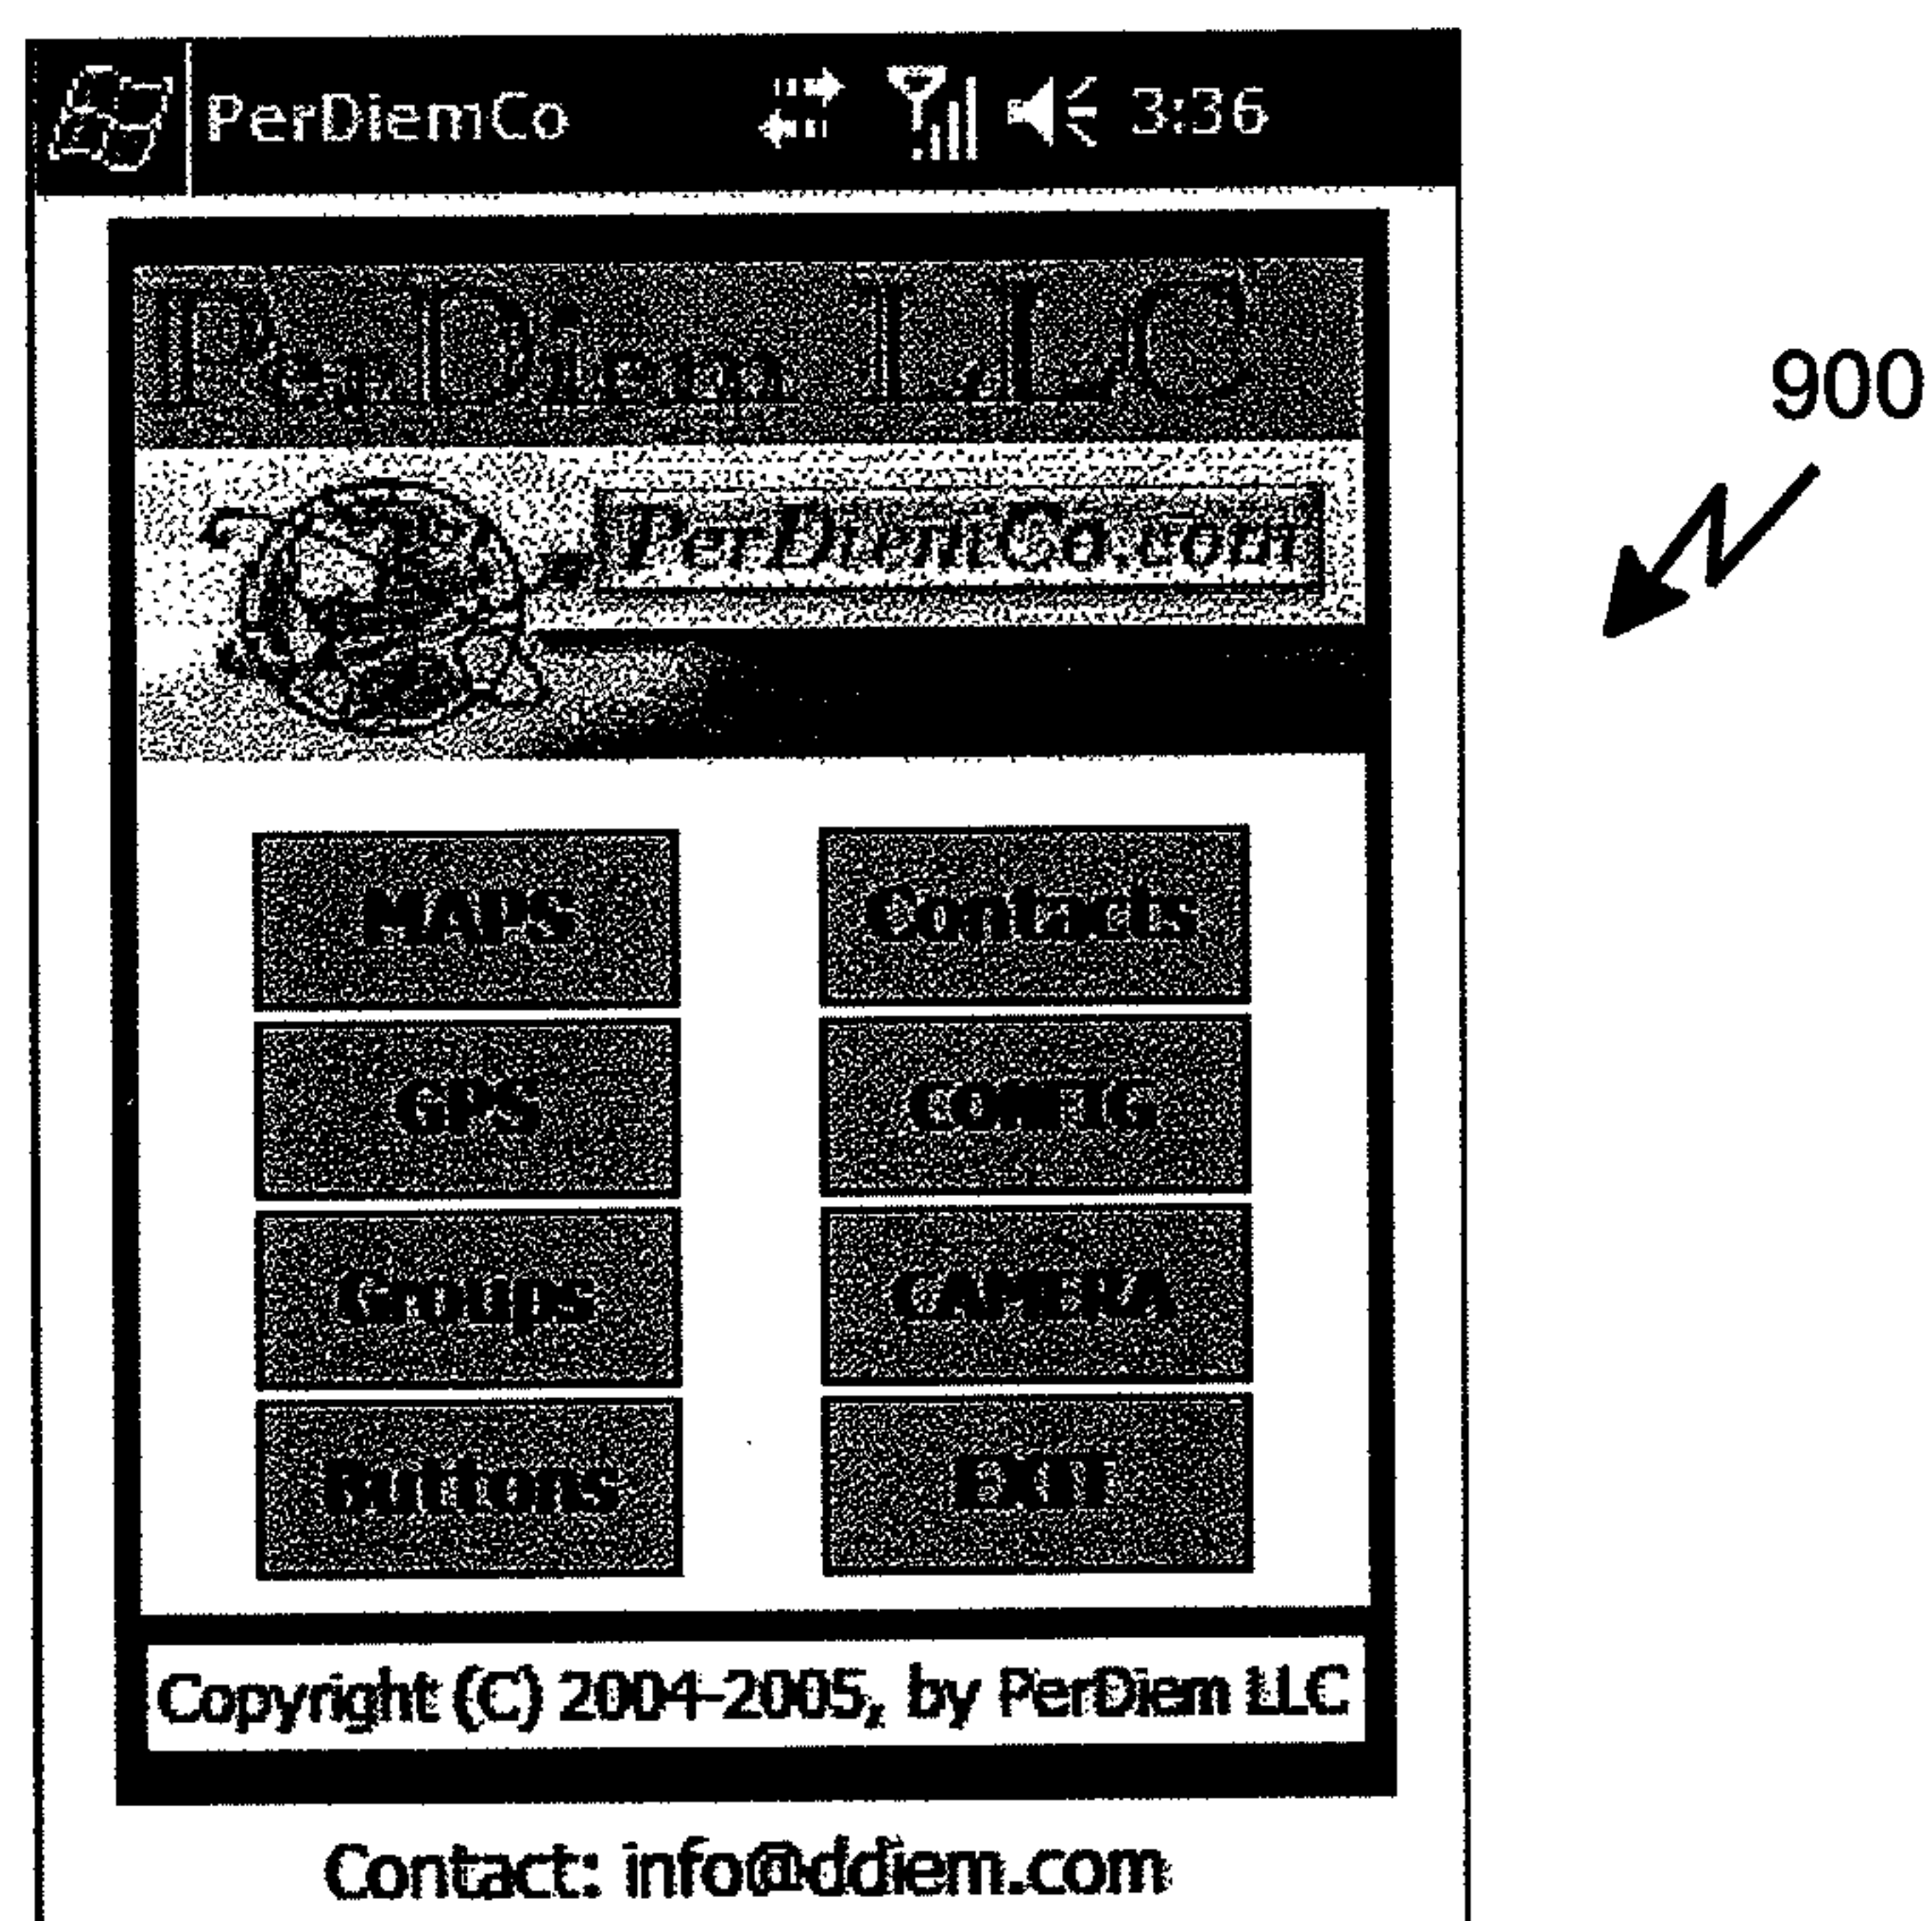 PerDiemCo 3:36
PerDiem LLC
900
PerDiemCo.com
MAPS Contacts
GPS CONFIG
Groups CAMERA
Buttons EXIT
Copyright (C) 2004-2005, by PerDiem LLC
Contact: info@ddiem.com